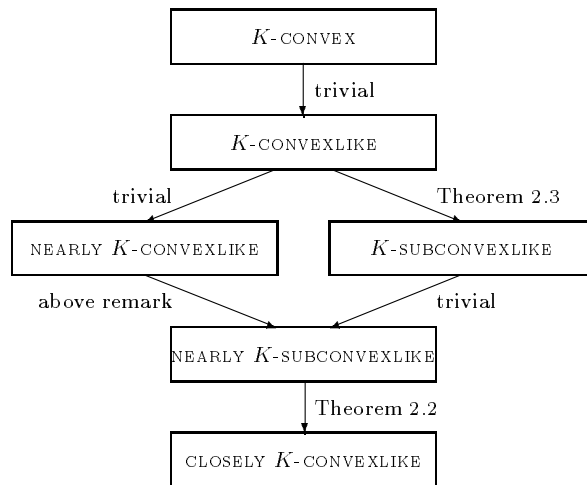 K-CONVEX
trivial
K-CONVEXLIKE
trivial
Theorem 2.3
NEARLY K-CONVEXLIKE
K-SUBCONVEXLIKE
above remark
trivial
NEARLY K-SUBCONVEXLIKE
Theorem 2.2
CLOSELY K-CONVEXLIKE